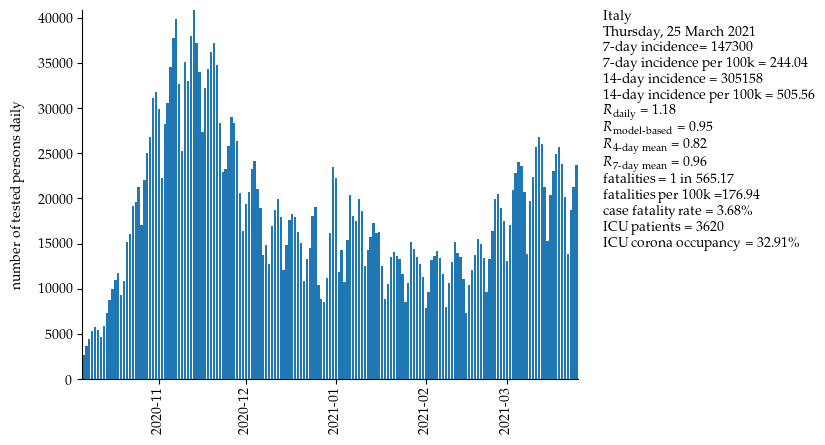 Italy
Thursday, 25 March 2021
7-day incidence= 147300
7-day incidence per 100k = 244.04
14-day incidence = 305158
14-day incidence per 100k = 505.56
Rdaily = 1.18
Rmodel-based = 0.95
R4-day mean = 0.82
R7-day mean = 0.96
fatalities = 1 in 565.17
fatalities per 100k =176.94
case fatality rate = 3.68%
ICU patients = 3620
ICU corona occupancy = 32.91%
number of tested persons daily
40000
35000
30000
25000
20000
15000
10000
5000
0
2020-11
2020-12
2021-01
2021-02
2021-03